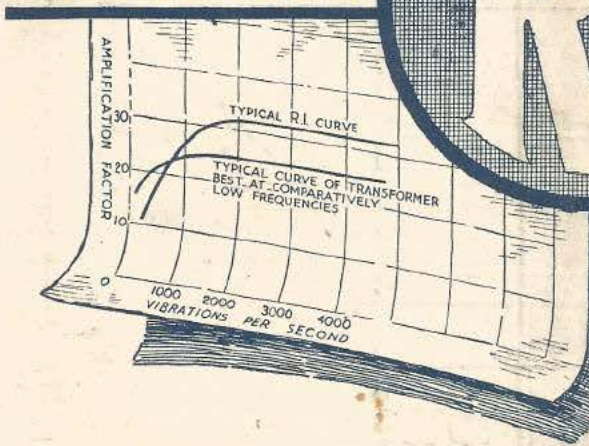 AMPLIFICATION FACTOR
30
20
10
0
TYPICAL R.I. CURVE
TYPICAL CURVE OF TRANSFORMER
BEST AT COMPARATIVELY
LOW FREQUENCIES
1000 2000 3000 4000
VIBRATIONS PER SECOND